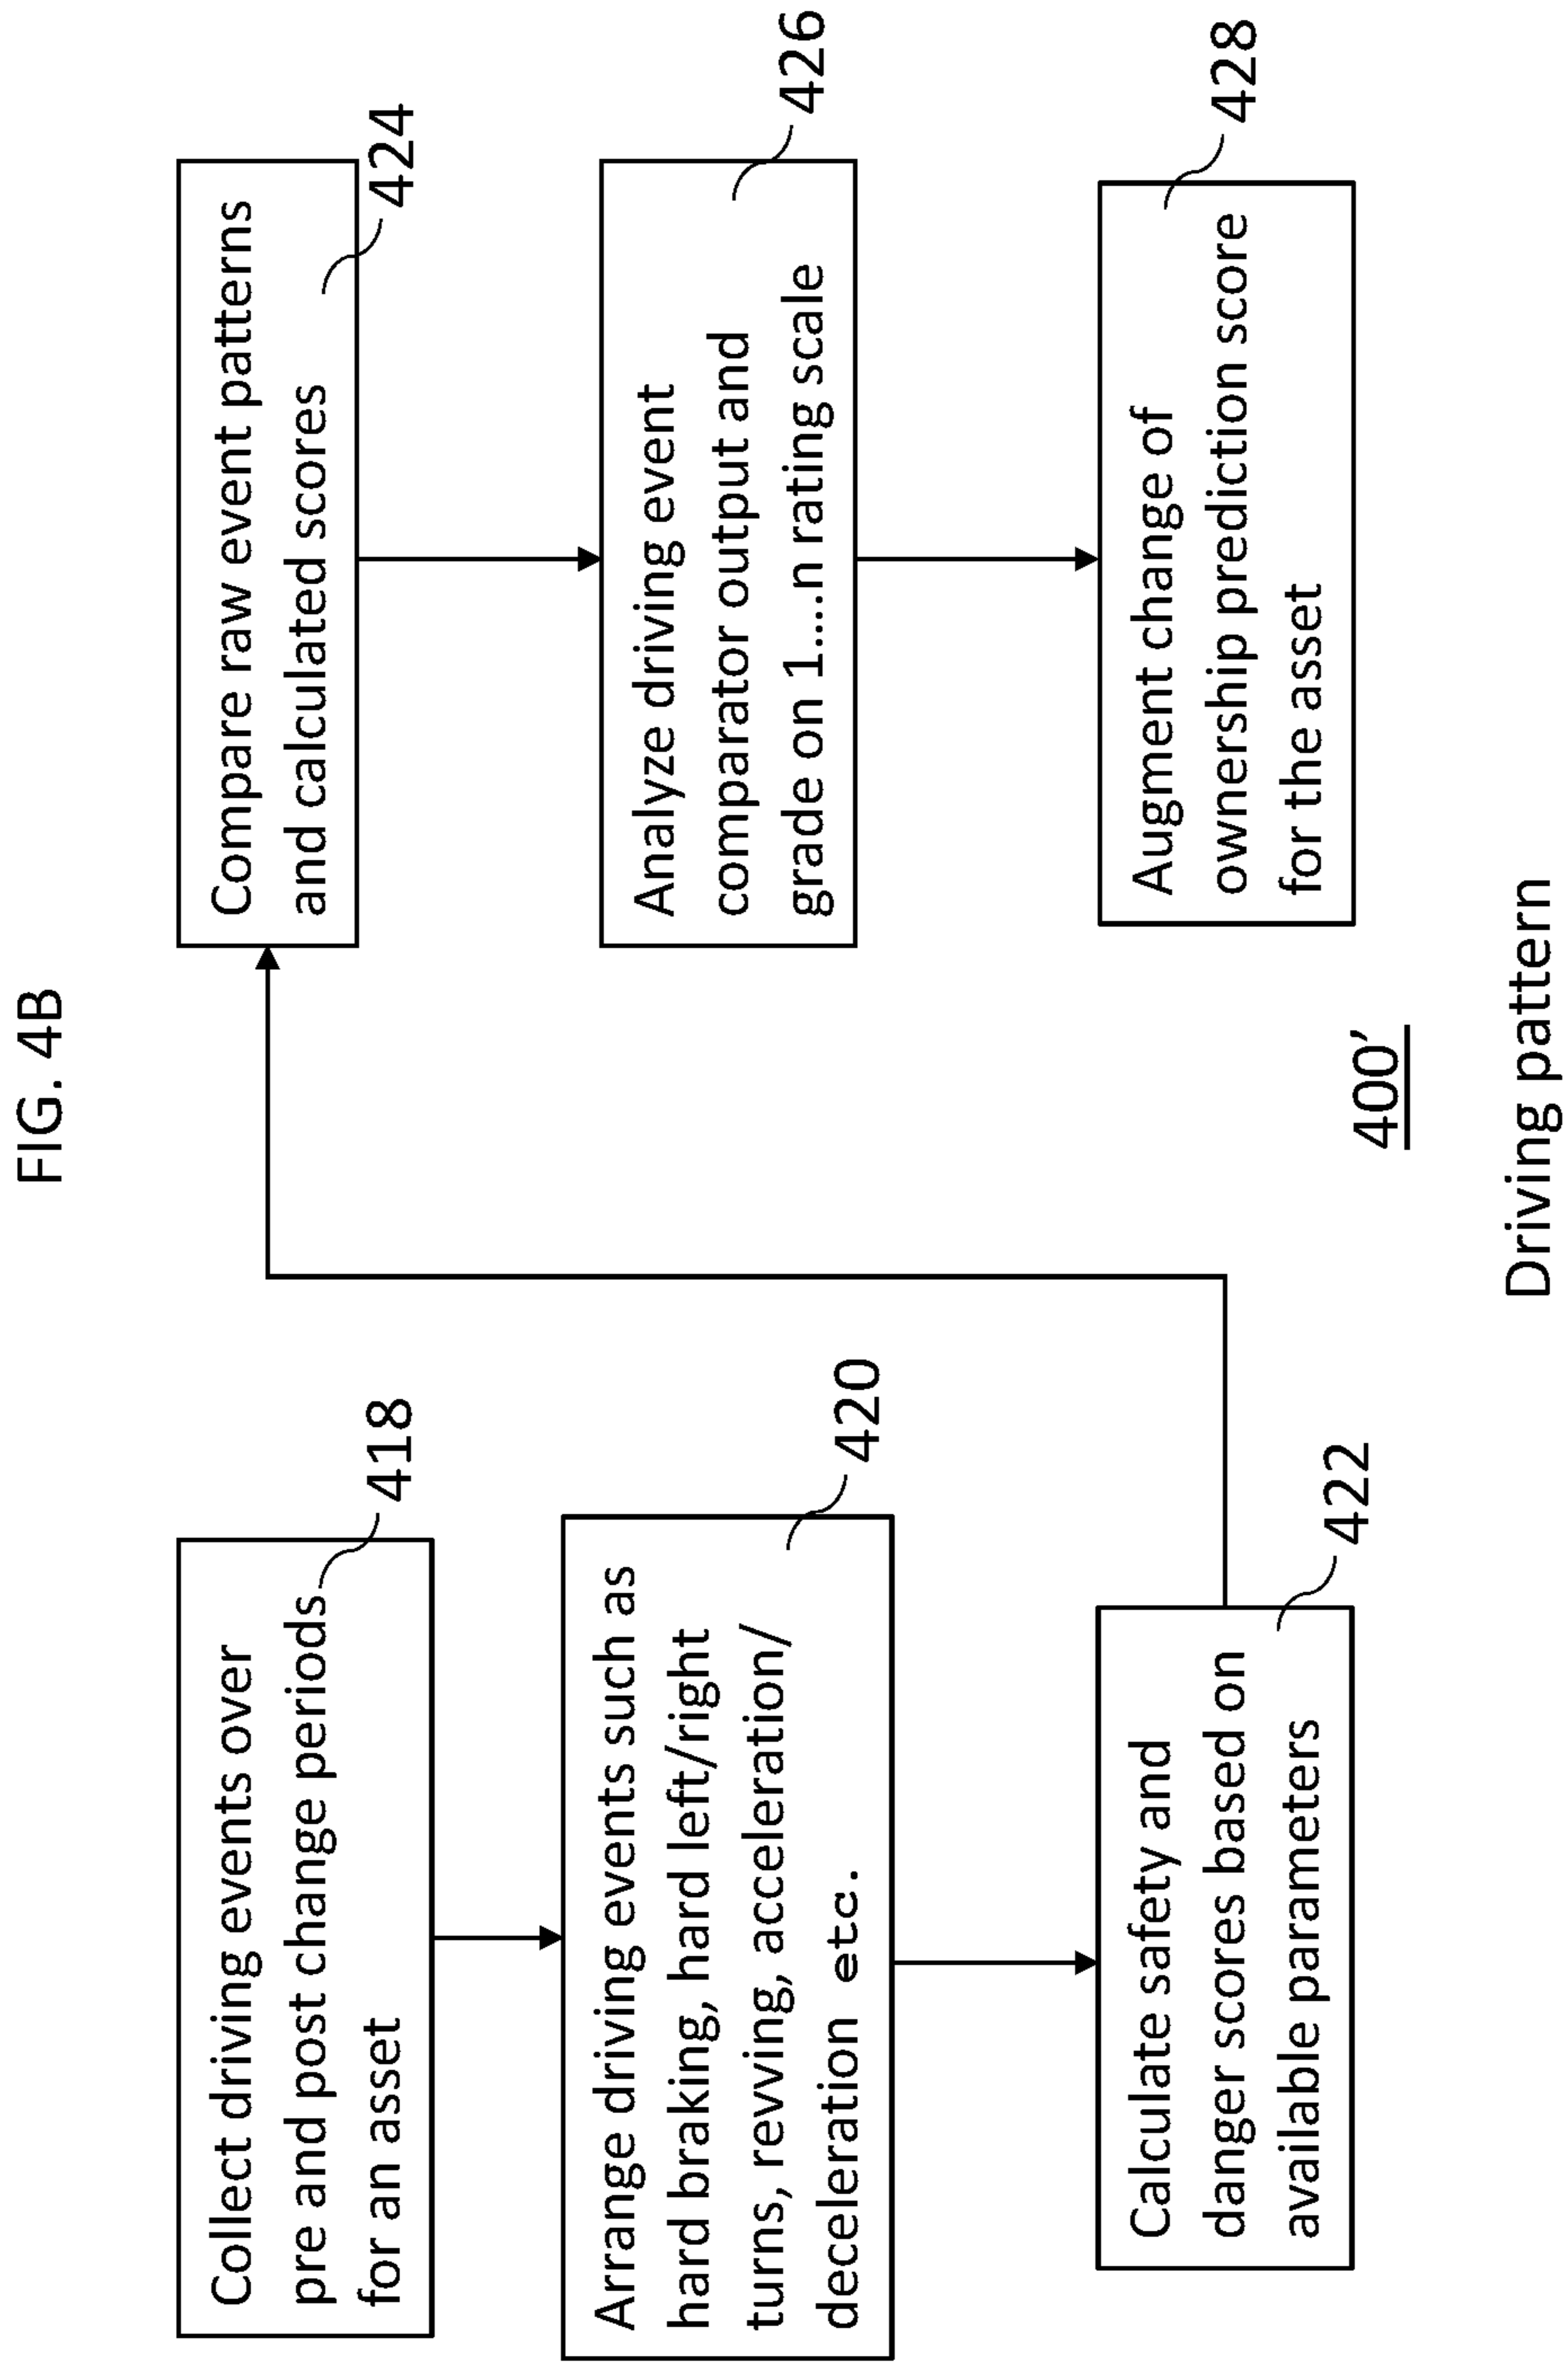 FIG. 4B
Collect driving events over
pre and post change periods
for an asset
418
Arrange driving events such as
hard braking, hard left/right
turns, revving, acceleration/
deceleration etc.
420
Calculate safety and
danger scores based on
available parameters
422
Compare raw event patterns
and calculated scores
424
Analyze driving event
comparator output and
grade on 1....n rating scale
426
Augment change of
ownership prediction score
for the asset
428
400’
Driving pattern